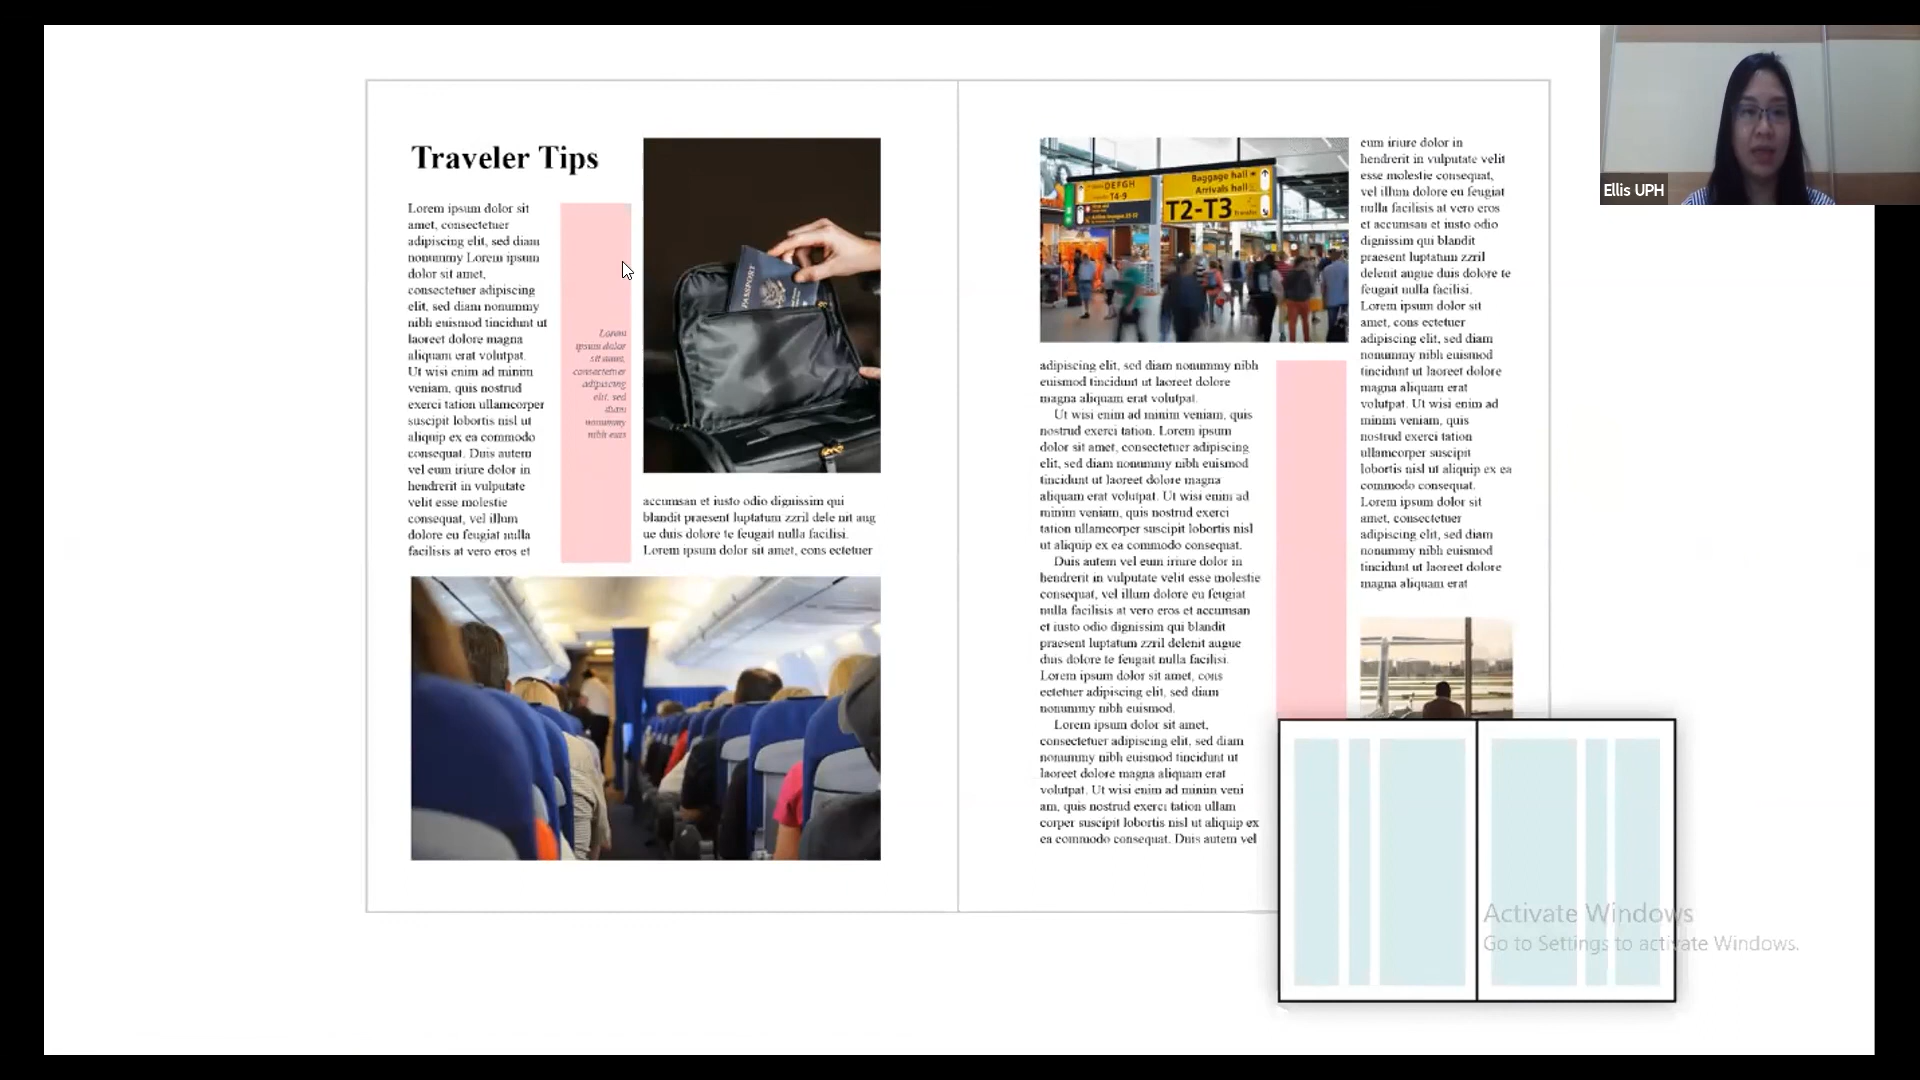 Traveler Tips
Lorem ipsum dolor sit
amet, consectetuer
adipiscing elit, sed diam
nonummy Lorem ipsum
dolor sit amet,
consectetuer adipiscing
elit, sed diam nonummy
nibh euismod tincidunt ut
laoreet dolore magna
aliquam erat volutpat.
Ut wisi enim ad minim
veniam, quis nostrud
exerci tation ullamcorper
suscipit lobortis nisl ut
aliquip ex ea commodo
consequat. Duis autem
vel eum iriure dolor in
hendrerit in vulputate
velit esse molestie
consequat, vel illum
dolore eu feugiat nulla
facilisis at vero eros et
Lorem
ipsum dolor
sit amet,
consectetuer
adipiscing
elit, sed
diam
nonummy
nibh euis
PASSPORT
accumsan et iusto odio dignissim qui
blandit praesent luptatum zzril dele nit aug
ue duis dolore te feugait nulla facilisi.
Lorem ipsum dolor sit amet, cons ectetuer
DEFGH
T4-9
Baggage hall
Arrivals hall
T2-T3
Transfer
adipiscing elit, sed diam nonummy nibh
euismod tincidunt ut laoreet dolore
magna aliquam erat volutpat.
Ut wisi enim ad minim veniam, quis
nostrud exerci tation. Lorem ipsum
dolor sit amet, consectetuer adipiscing
elit, sed diam nonummy nibh euismod
tincidunt ut laoreet dolore magna
aliquam erat volutpat. Ut wisi enim ad
minim veniam, quis nostrud exerci
tation ullamcorper suscipit lobortis nisl
ut aliquip ex ea commodo consequat.
Duis autem vel eum iriure dolor in
hendrerit in vulputate velit esse molestie
consequat, vel illum dolore eu feugiat
nulla facilisis at vero eros et accumsan
et iusto odio dignissim qui blandit
praesent luptatum zzril delenit augue
duis dolore te feugait nulla facilisi.
Lorem ipsum dolor sit amet, cons
ectetuer adipiscing elit, sed diam
nonummy nibh euismod.
Lorem ipsum dolor sit amet,
consectetuer adipiscing elit, sed diam
nonummy nibh euismod tincidunt ut
laoreet dolore magna aliquam erat
volutpat. Ut wisi enim ad minim veni
am, quis nostrud exerci tation ullam
corper suscipit lobortis nisl ut aliquip ex
ea commodo consequat. Duis autem vel
eum iriure dolor in
hendrerit in vulputate velit
esse molestie consequat,
vel illum dolore eu feugiat
nulla facilisis at vero eros
et accumsan et iusto odio
dignissim qui blandit
praesent luptatum zzril
delenit augue duis dolore te
feugait nulla facilisi.
Lorem ipsum dolor sit
amet, cons ectetuer
adipiscing elit, sed diam
nonummy nibh euismod
tincidunt ut laoreet dolore
magna aliquam erat
volutpat. Ut wisi enim ad
minim veniam, quis
nostrud exerci tation
ullamcorper suscipit
lobortis nisl ut aliquip ex ea
commodo consequat.
Lorem ipsum dolor sit
amet, consectetuer
adipiscing elit, sed diam
nonummy nibh euismod
tincidunt ut laoreet dolore
magna aliquam erat
Ellis UPH
Activate Windows
Go to Settings to activate Windows.